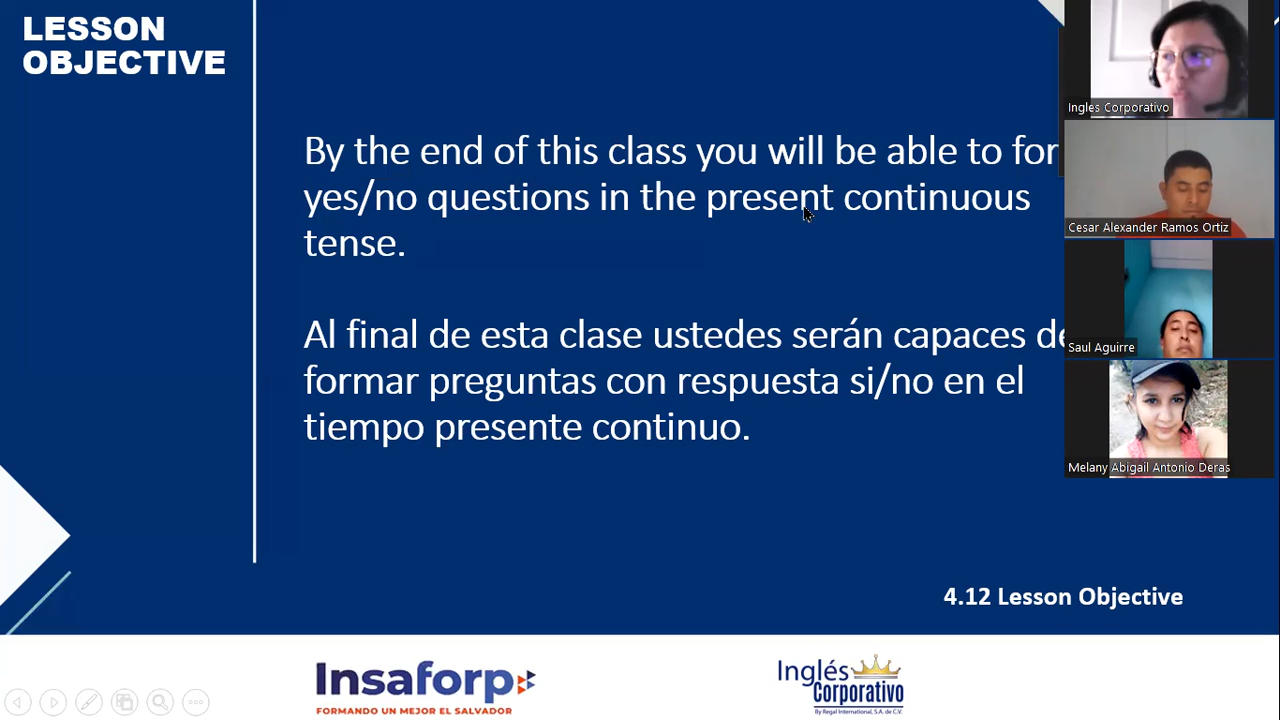 LESSON
OBJECTIVE
By the end of this class you will be able to for
yes/no questions in the present continuous
tense.
Al final de esta clase ustedes serán capaces de
formar preguntas con respuesta si/no en el
tiempo presente continuo.
4.12 Lesson Objective
Insaforp
FORMANDO UN MEJOR EL SALVADOR
Inglés
Corporativo
By Regal International, S.A. de C.V.
Ingles Corporativo
Cesar Alexander Ramos Ortiz
Saul Aguirre
Melany Abigail Antonio Deras